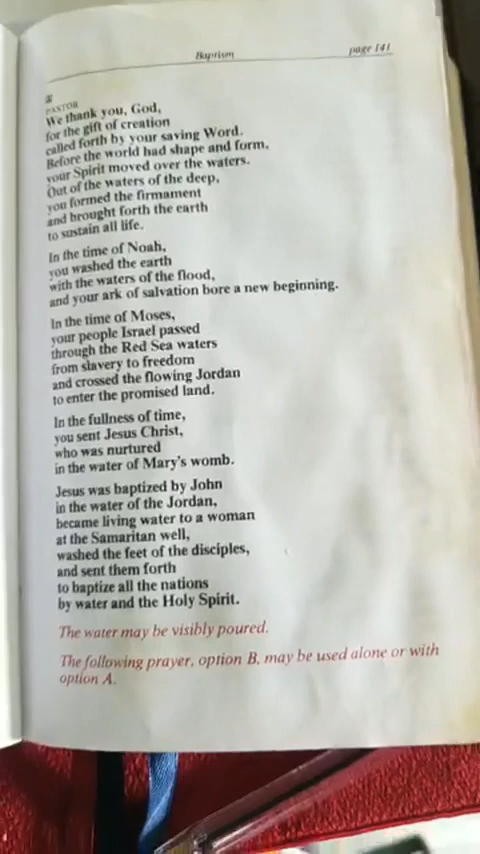 Baptism page 141
PASTOR
We thank you, God,
for the gift of creation
called forth by your saving Word.
Before the world had shape and form,
your Spirit moved over the waters.
Out of the waters of the deep,
you formed the firmament
and brought forth the earth
to sustain all life.
In the time of Noah,
you washed the earth
with the waters of the flood,
and your ark of salvation bore a new beginning.
In the time of Moses,
your people Israel passed
through the Red Sea waters
from slavery to freedom
and crossed the flowing Jordan
to enter the promised land.
In the fullness of time,
you sent Jesus Christ,
who was nurtured
in the water of Mary's womb.
Jesus was baptized by John
in the water of the Jordan,
became living water to a woman
at the Samaritan well,
washed the feet of the disciples,
and sent them forth
to baptize all the nations
by water and the Holy Spirit.
The water may be visibly poured.
The following prayer, option B, may be used alone or with
option A.